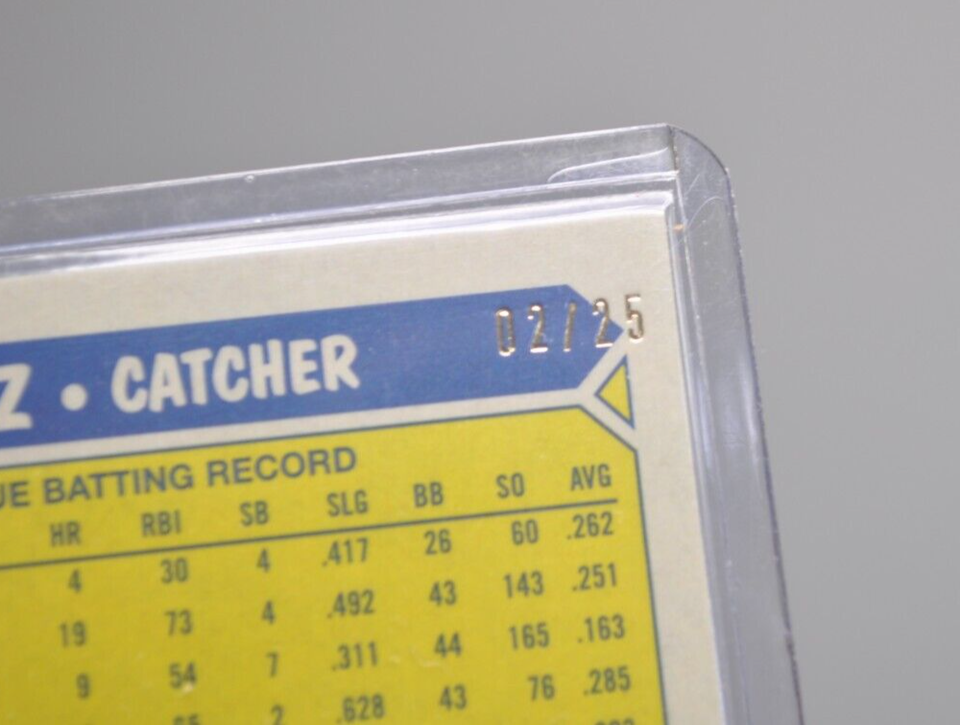 02/25
Z • CATCHER
UE BATTING RECORD
HR RBI SB SLG BB SO AVG
4 30 4 .417 26 60 .262
19 73 4 .492 43 143 .251
9 54 7 .311 44 165 .163
2 .628 43 76 .285